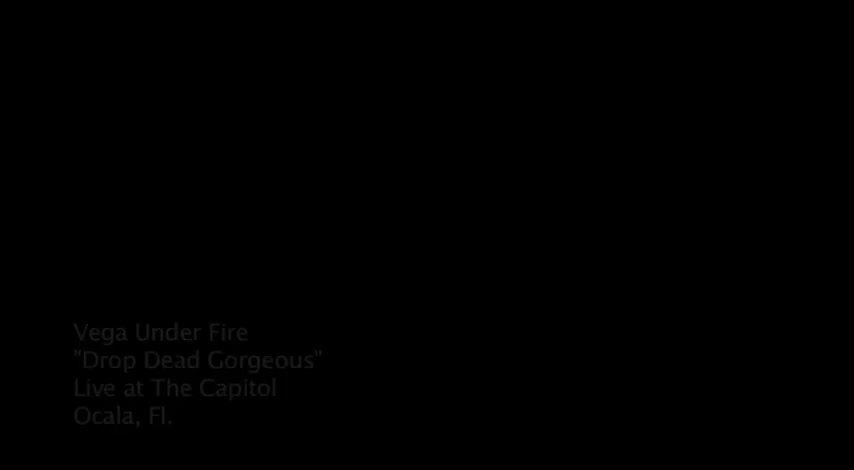 Vega Under Fire
"Drop Dead Gorgeous"
Live at The Capitol
Ocala, Fl.